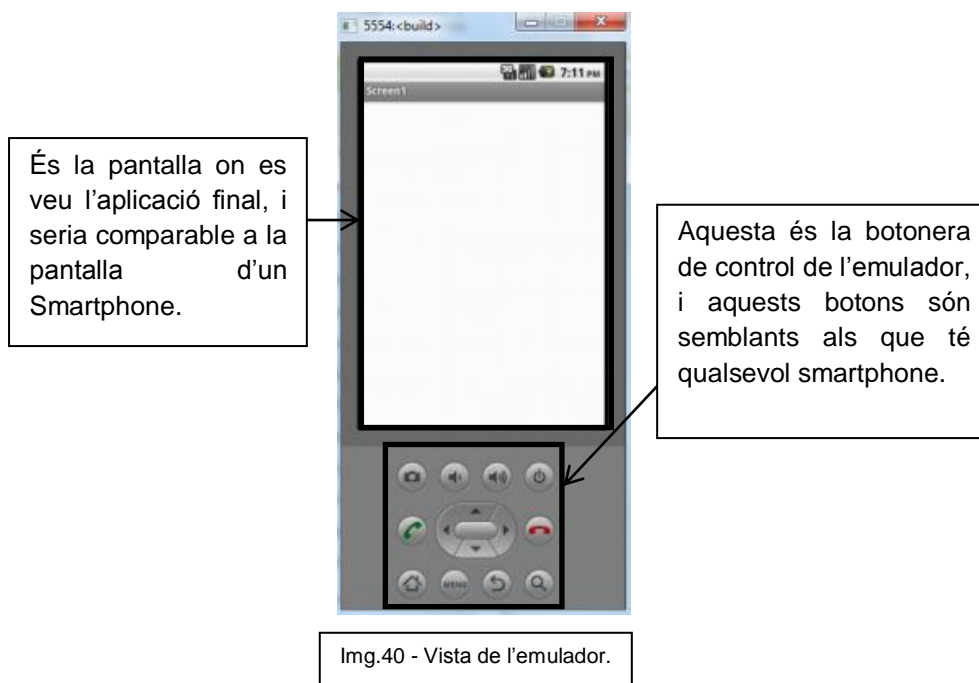 5554:<build>
7:11 PM
Screen1
És la pantalla on es
veu l'aplicació final, i
seria comparable a la
pantalla d'un
Smartphone.
Aquesta és la botonera
de control de l'emulador,
i aquests botons són
semblants als que té
qualsevol smartphone.
MENU
Img.40 - Vista de l'emulador.